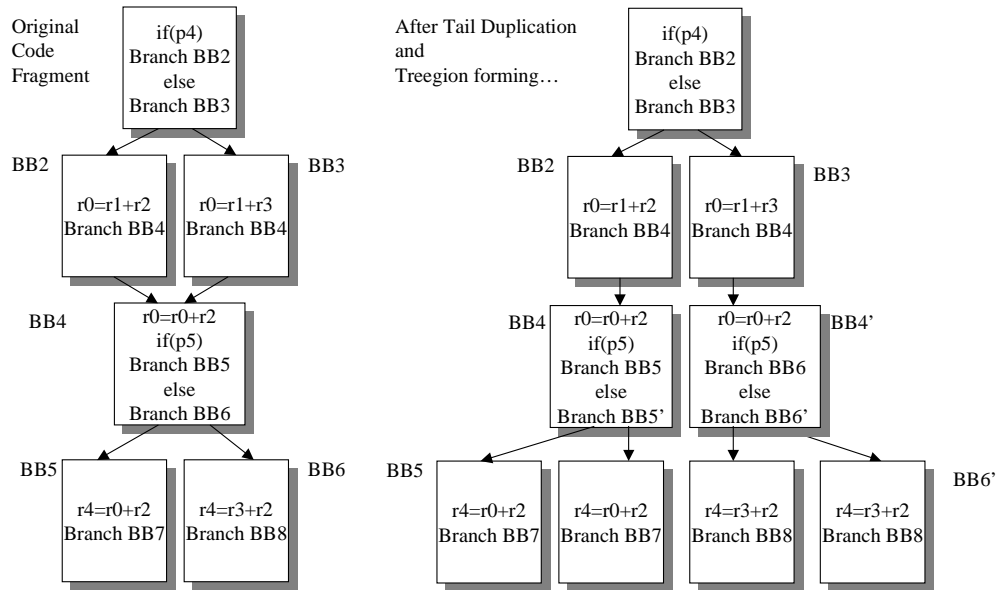 Original
Code
Fragment
if(p4)
Branch BB2
else
Branch BB3
BB2
BB3
r0=r1+r2
Branch BB4
r0=r1+r3
Branch BB4
BB4
r0=r0+r2
if(p5)
Branch BB5
else
Branch BB6
BB5
BB6
r4=r0+r2
Branch BB7
r4=r3+r2
Branch BB8
After Tail Duplication
and
Treegion forming…
if(p4)
Branch BB2
else
Branch BB3
BB2
BB3
r0=r1+r2
Branch BB4
r0=r1+r3
Branch BB4
BB4
r0=r0+r2
if(p5)
Branch BB5
else
Branch BB5’
r0=r0+r2
if(p5)
Branch BB6
else
Branch BB6’
BB4’
BB5
BB6’
r4=r0+r2
Branch BB7
r4=r0+r2
Branch BB7
r4=r3+r2
Branch BB8
r4=r3+r2
Branch BB8